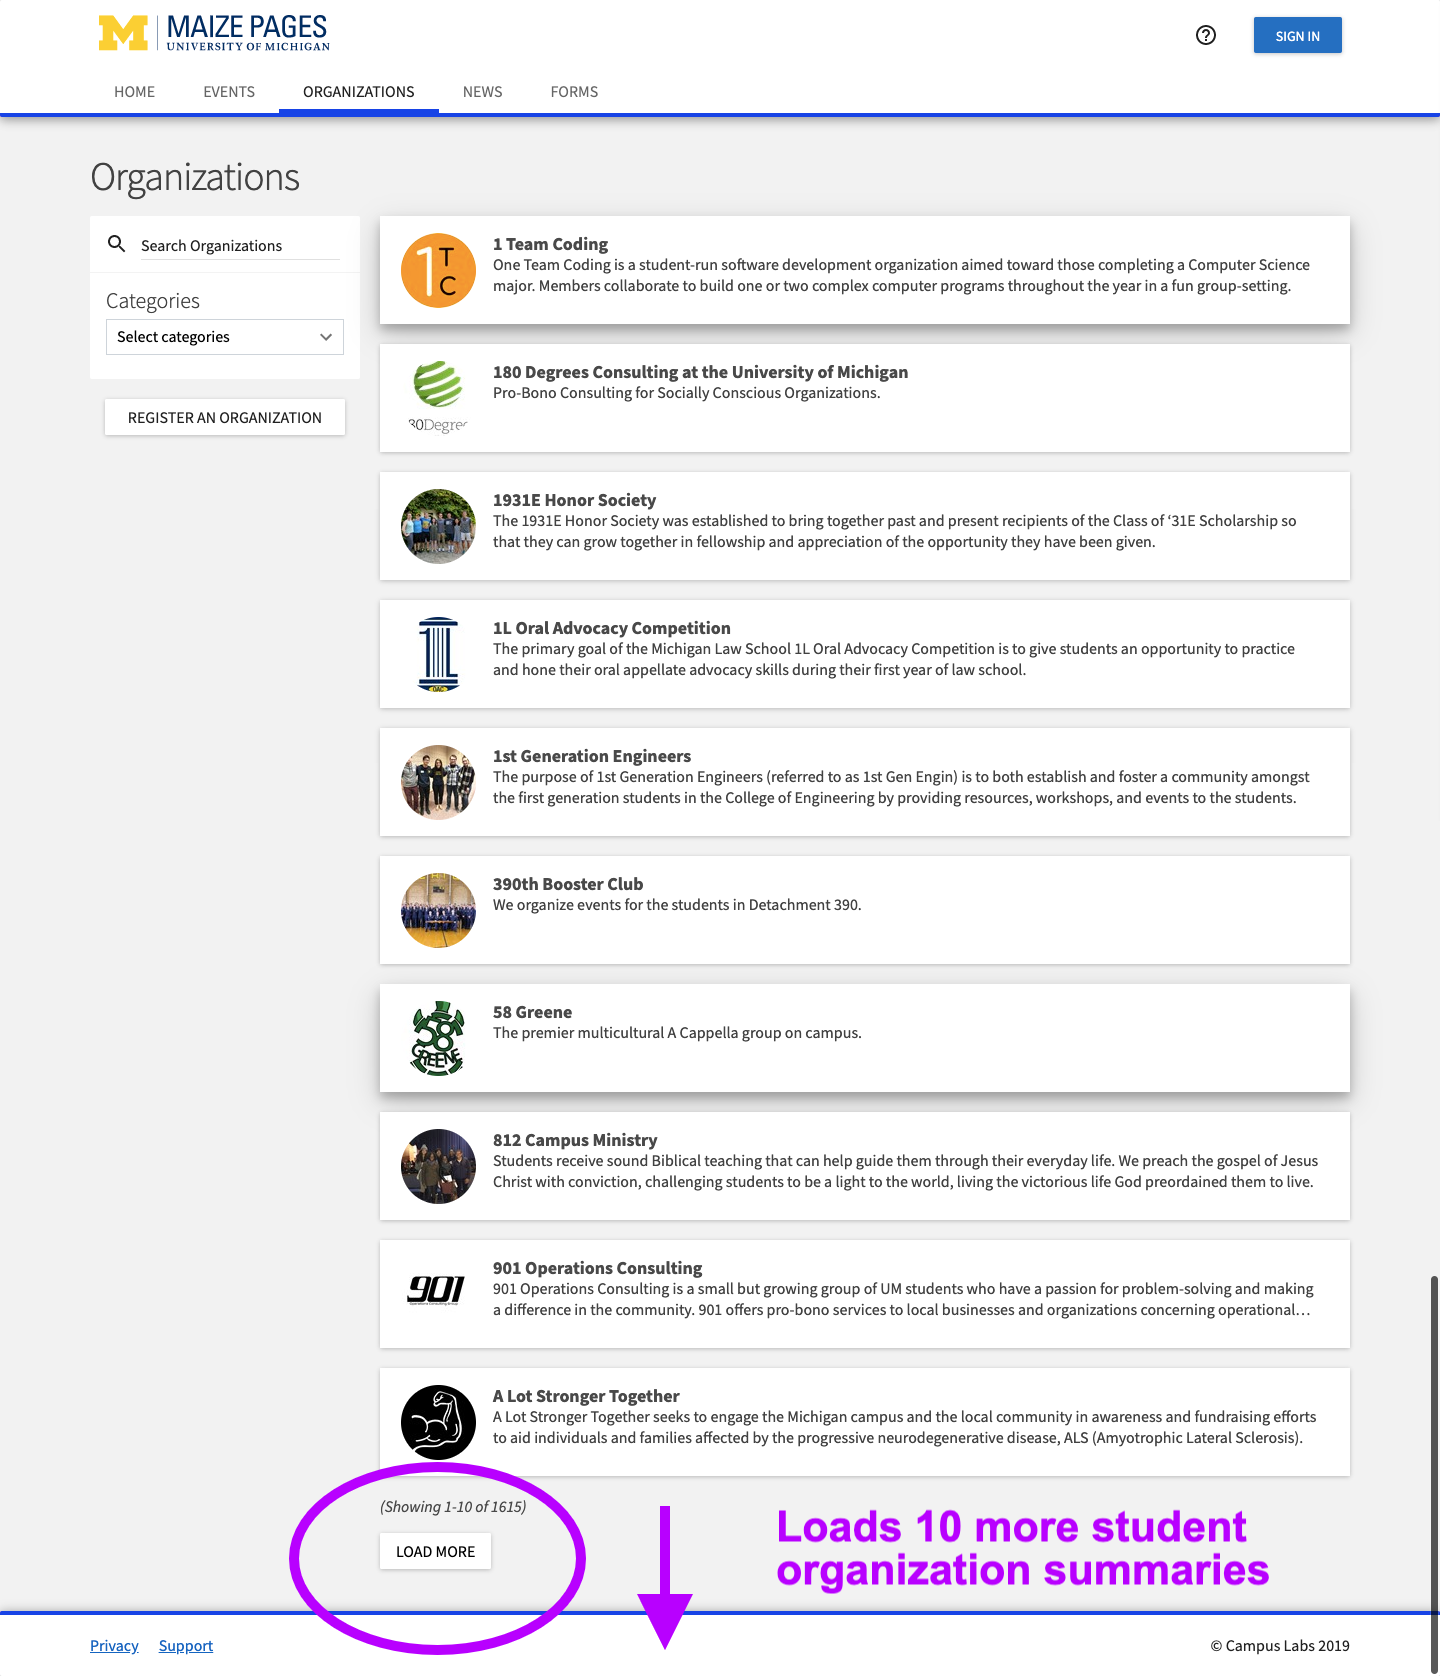 MAIZE PAGES
UNIVERSITY OF MICHIGAN
SIGN IN
HOME EVENTS ORGANIZATIONS NEWS FORMS
Organizations
Search Organizations
Categories
Select categories
REGISTER AN ORGANIZATION
1TC
1 Team Coding
One Team Coding is a student-run software development organization aimed toward those completing a Computer Science
major. Members collaborate to build one or two complex computer programs throughout the year in a fun group-setting.
30Degree
180 Degrees Consulting at the University of Michigan
Pro-Bono Consulting for Socially Conscious Organizations.
1931E Honor Society
The 1931E Honor Society was established to bring together past and present recipients of the Class of ‘31E Scholarship so
that they can grow together in fellowship and appreciation of the opportunity they have been given.
1L
1L Oral Advocacy Competition
The primary goal of the Michigan Law School 1L Oral Advocacy Competition is to give students an opportunity to practice
and hone their oral appellate advocacy skills during their first year of law school.
1st Generation Engineers
The purpose of 1st Generation Engineers (referred to as 1st Gen Engin) is to both establish and foster a community amongst
the first generation students in the College of Engineering by providing resources, workshops, and events to the students.
390th Booster Club
We organize events for the students in Detachment 390.
58
GREENE
58 Greene
The premier multicultural A Cappella group on campus.
812 Campus Ministry
Students receive sound Biblical teaching that can help guide them through their everyday life. We preach the gospel of Jesus
Christ with conviction, challenging students to be a light to the world, living the victorious life God preordained them to live.
901
Operations Consulting Group
901 Operations Consulting
901 Operations Consulting is a small but growing group of UM students who have a passion for problem-solving and making
a difference in the community. 901 offers pro-bono services to local businesses and organizations concerning operational…
A Lot Stronger Together
A Lot Stronger Together seeks to engage the Michigan campus and the local community in awareness and fundraising efforts
to aid individuals and families affected by the progressive neurodegenerative disease, ALS (Amyotrophic Lateral Sclerosis).
(Showing 1-10 of 1615)
LOAD MORE
Loads 10 more student
organization summaries
Privacy Support
© Campus Labs 2019